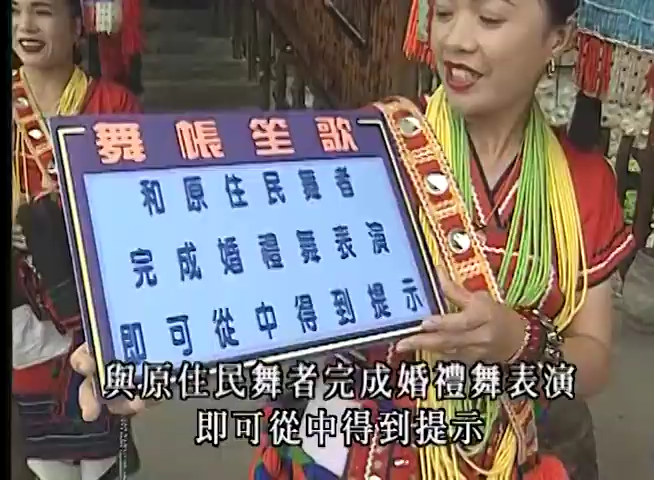 舞帳笙歌
和原住民舞者
完成婚禮舞表演
即可從中得到提示
與原住民舞者完成婚禮舞表演
即可從中得到提示